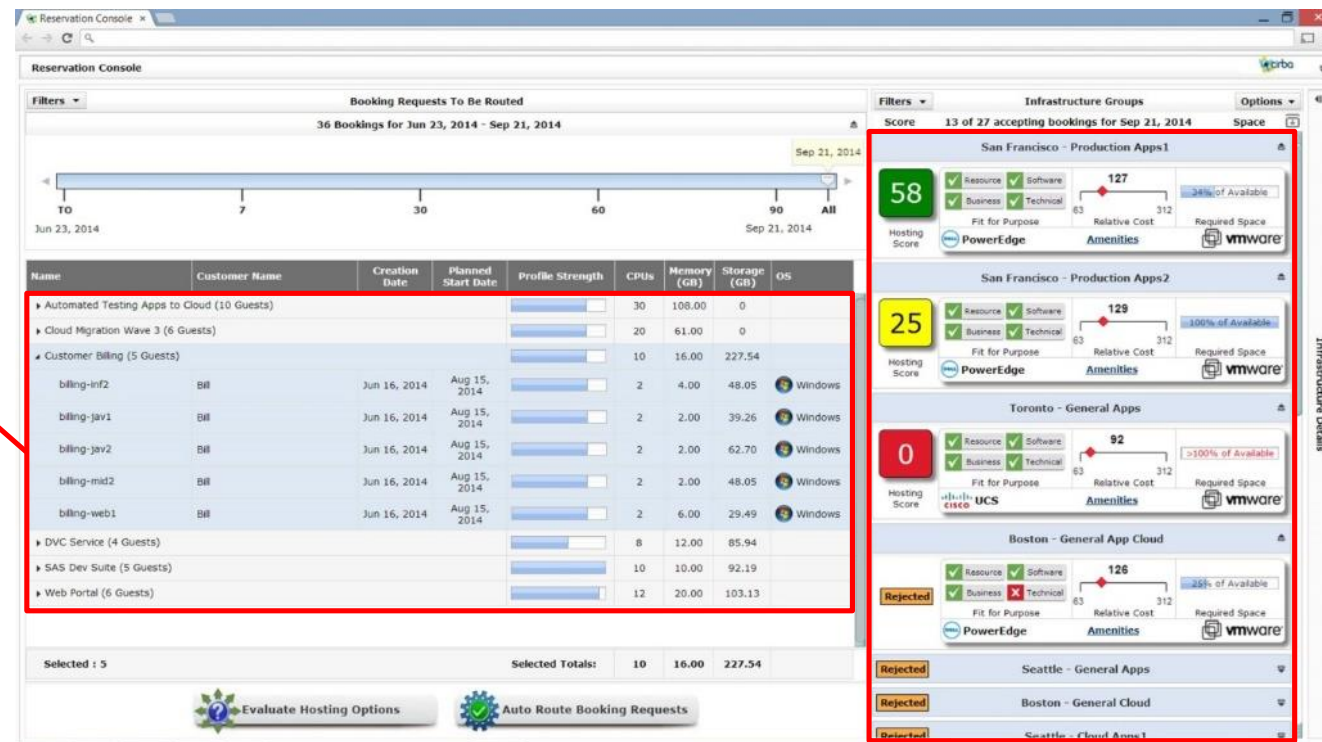 Reservation Console ×
Reservation Console
Filters
Booking Requests To Be Routed
36 Bookings for Jun 23, 2014 - Sep 21, 2014
Sep 21, 2014
TO 7 30 60 90 All
Jun 23, 2014 Sep 21, 2014
Name Customer Name Creation Date Planned Start Date Profile Strength CPUs Memory (GB) Storage (GB) OS
Automated Testing Apps to Cloud (10 Guests) 30 108.00 0
Cloud Migration Wave 3 (6 Guests) 20 61.00 0
Customer Billing (5 Guests) 10 16.00 227.54
billing-inf2 Bill Jun 16, 2014 Aug 15, 2014 2 4.00 48.05 Windows
billing-jav1 Bill Jun 16, 2014 Aug 15, 2014 2 2.00 39.26 Windows
billing-jav2 Bill Jun 16, 2014 Aug 15, 2014 2 2.00 62.70 Windows
billing-mid2 Bill Jun 16, 2014 Aug 15, 2014 2 2.00 48.05 Windows
billing-web1 Bill Jun 16, 2014 Aug 15, 2014 2 6.00 29.49 Windows
DVC Service (4 Guests) 8 12.00 85.94
SAS Dev Suite (5 Guests) 10 10.00 92.19
Web Portal (6 Guests) 12 20.00 103.13
Selected : 5 Selected Totals: 10 16.00 227.54
Evaluate Hosting Options
Auto Route Booking Requests
Filters Infrastructure Groups Options
Score 13 of 27 accepting bookings for Sep 21, 2014 Space
San Francisco - Production Apps1
58
Hosting Score
Resource Software
Business Technical
Fit for Purpose
127
63 312
Relative Cost
34% of Available
Required Space
DELL PowerEdge Amenities vmware
San Francisco - Production Apps2
25
Hosting Score
Resource Software
Business Technical
Fit for Purpose
129
63 312
Relative Cost
100% of Available
Required Space
DELL PowerEdge Amenities vmware
Toronto - General Apps
0
Hosting Score
Resource Software
Business Technical
Fit for Purpose
92
63 312
Relative Cost
>100% of Available
Required Space
CISCO UCS Amenities vmware
Boston - General App Cloud
Rejected
Resource Software
Business Technical
Fit for Purpose
126
63 312
Relative Cost
25% of Available
Required Space
DELL PowerEdge Amenities vmware
Rejected Seattle - General Apps
Rejected Boston - General Cloud
Rejected Seattle - Cloud Apps1
Infrastructure Details